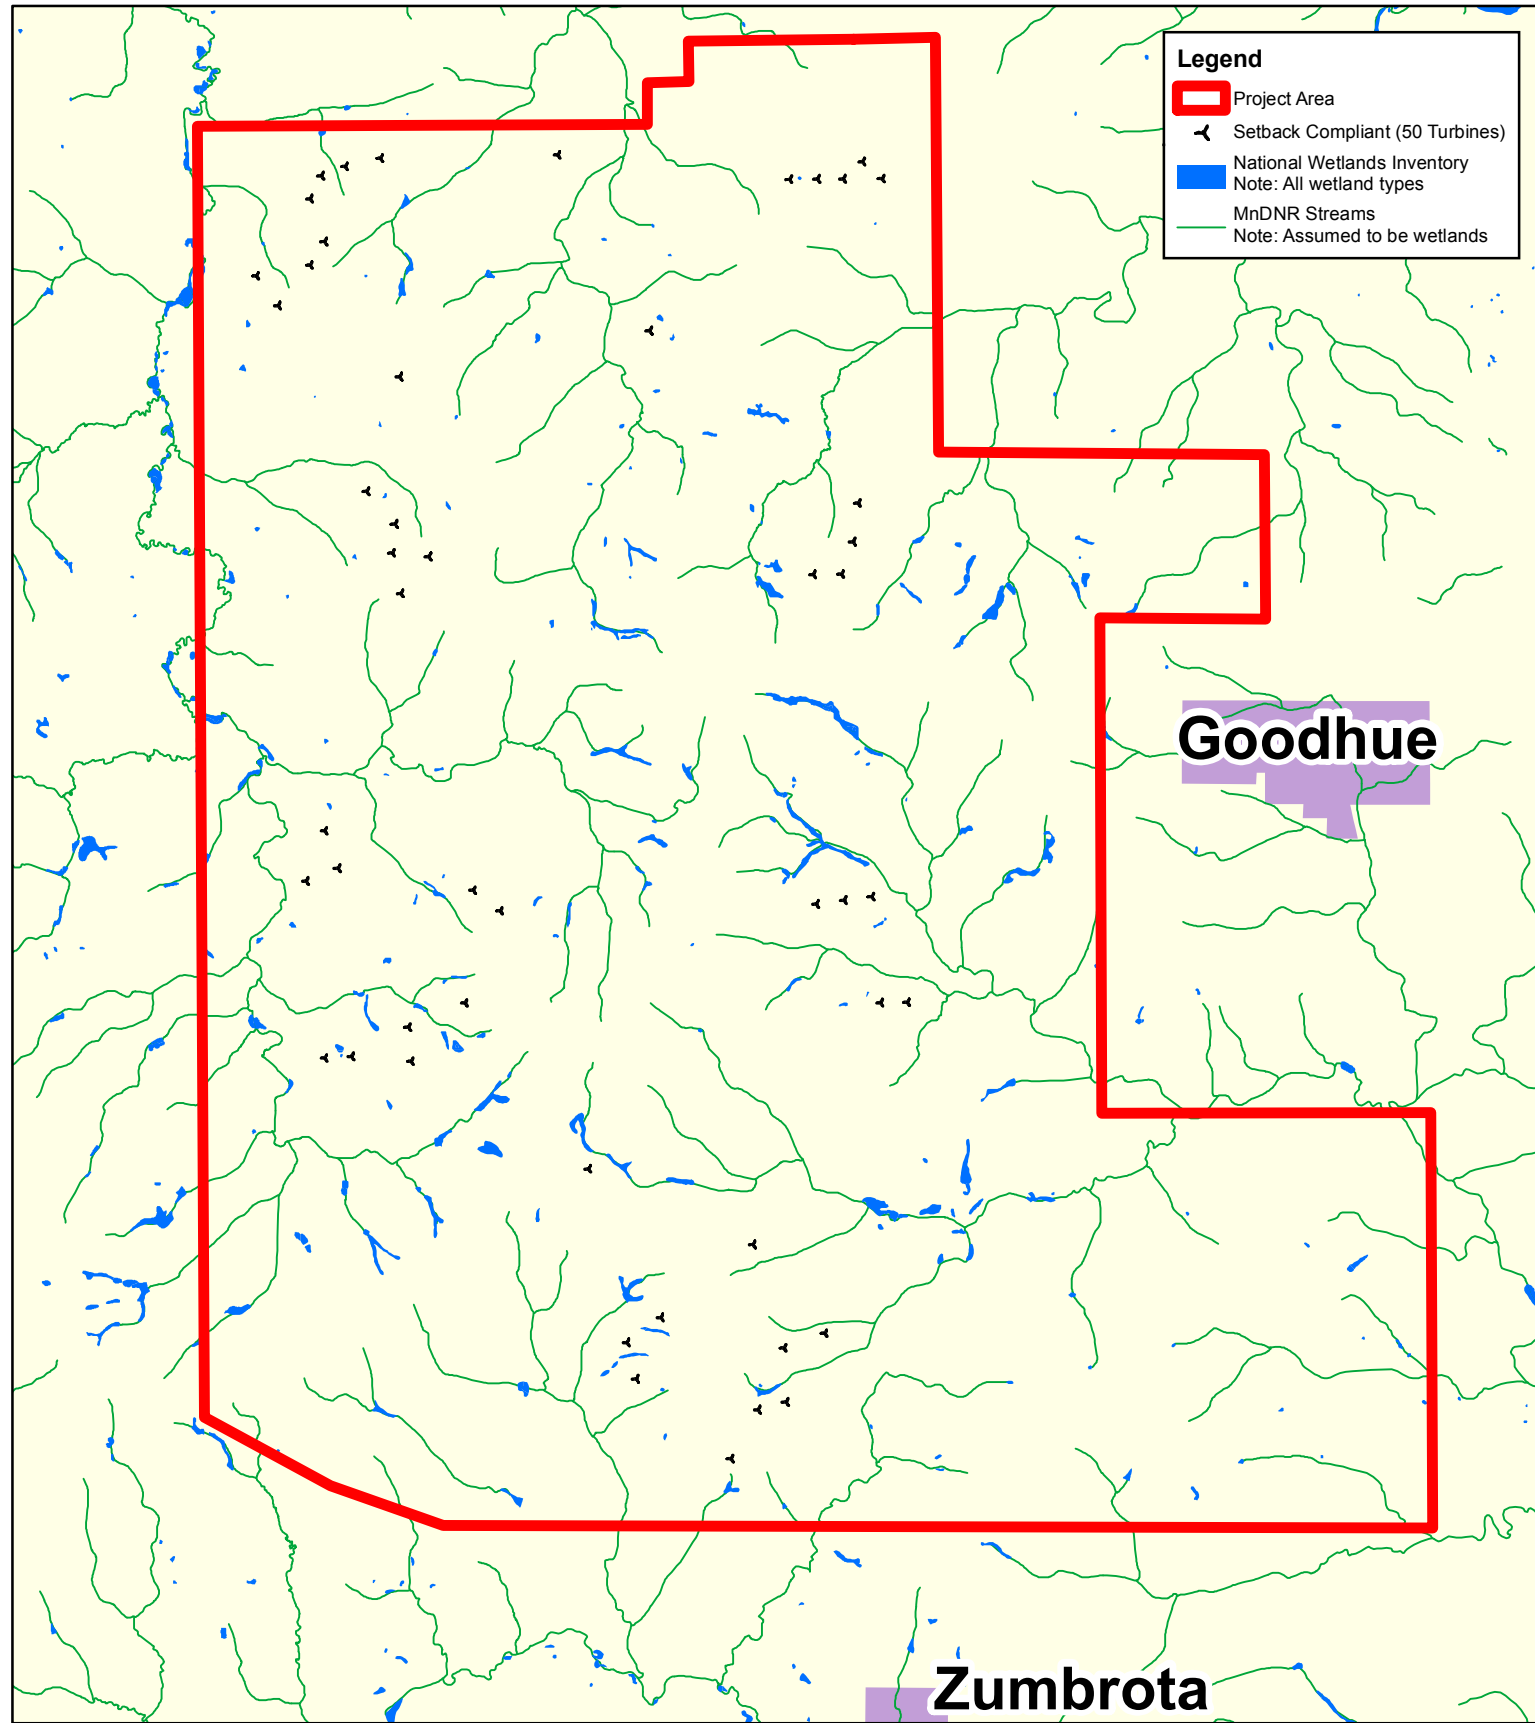 Legend
Project Area
Setback Compliant (50 Turbines)
National Wetlands Inventory
Note: All wetland types
MnDNR Streams
Note: Assumed to be wetlands
Goodhue
Zumbrota